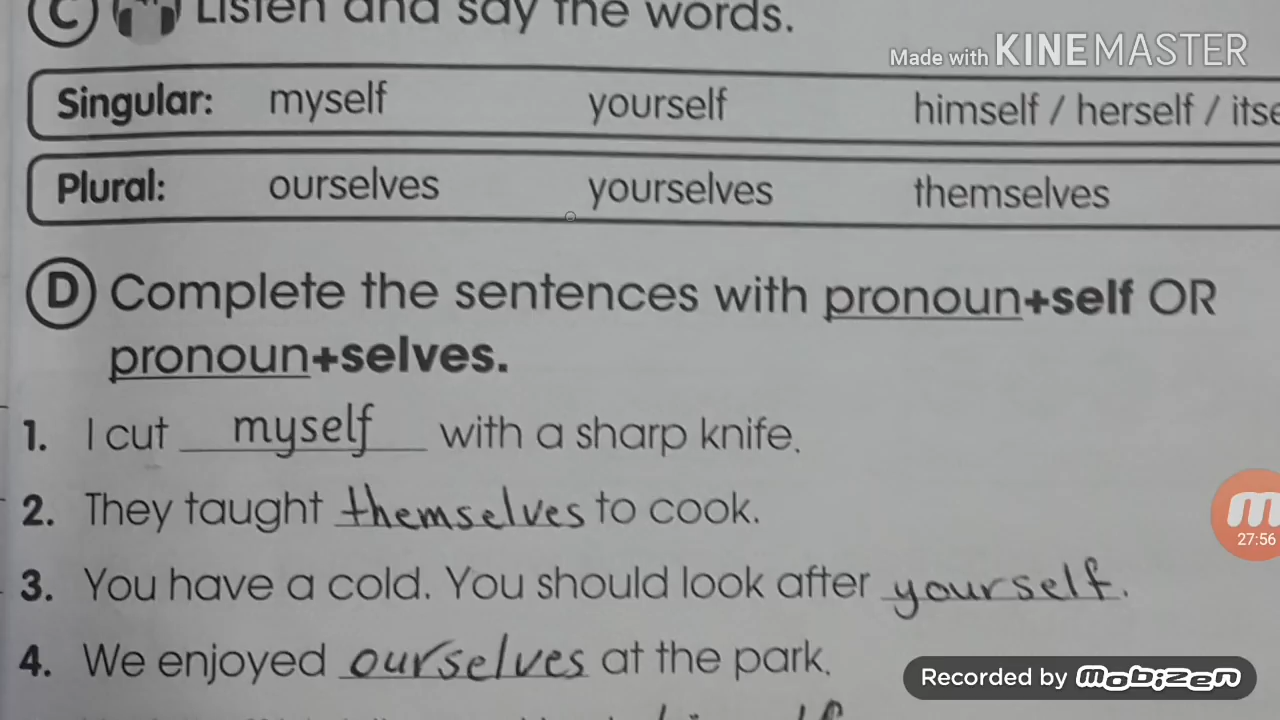 C Listen and say the words.
Made with KINEMASTER
Singular: myself yourself himself / herself / itse
Plural: ourselves yourselves themselves
D Complete the sentences with pronoun+self OR
pronoun+selves.
1. I cut myself with a sharp knife.
2. They taught themselves to cook.
3. You have a cold. You should look after yourself.
27:56
4. We enjoyed ourselves at the park.
Recorded by mobizen